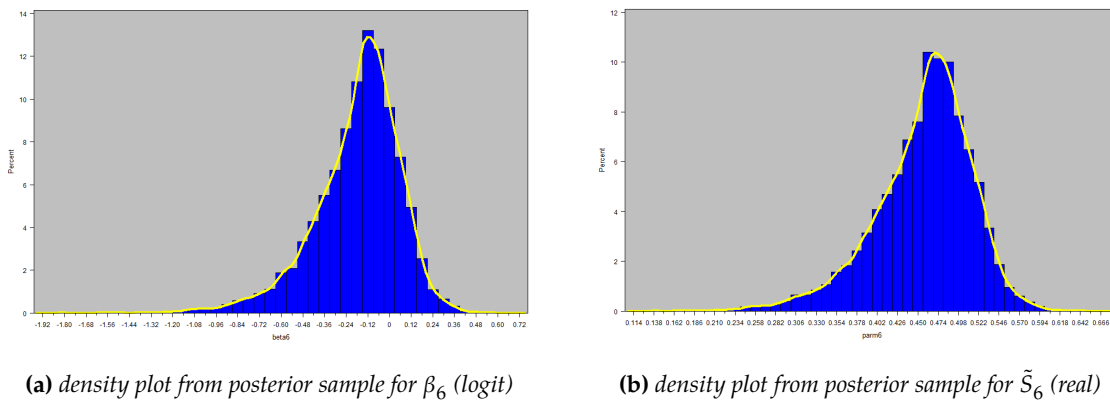 14
12
10
8
6
4
2
0
Percent
-1.92 -1.80 -1.68 -1.56 -1.44 -1.32 -1.20 -1.08 -0.96 -0.84 -0.72 -0.60 -0.48 -0.36 -0.24 -0.12 0 0.12 0.24 0.36 0.48 0.60 0.72
beta6
12
10
8
6
4
2
0
Percent
0.114 0.138 0.162 0.186 0.210 0.234 0.258 0.282 0.306 0.330 0.354 0.378 0.402 0.426 0.450 0.474 0.498 0.522 0.546 0.570 0.594 0.618 0.642 0.666
parm6
(a) density plot from posterior sample for β₆ (logit)
(b) density plot from posterior sample for S̃₆ (real)